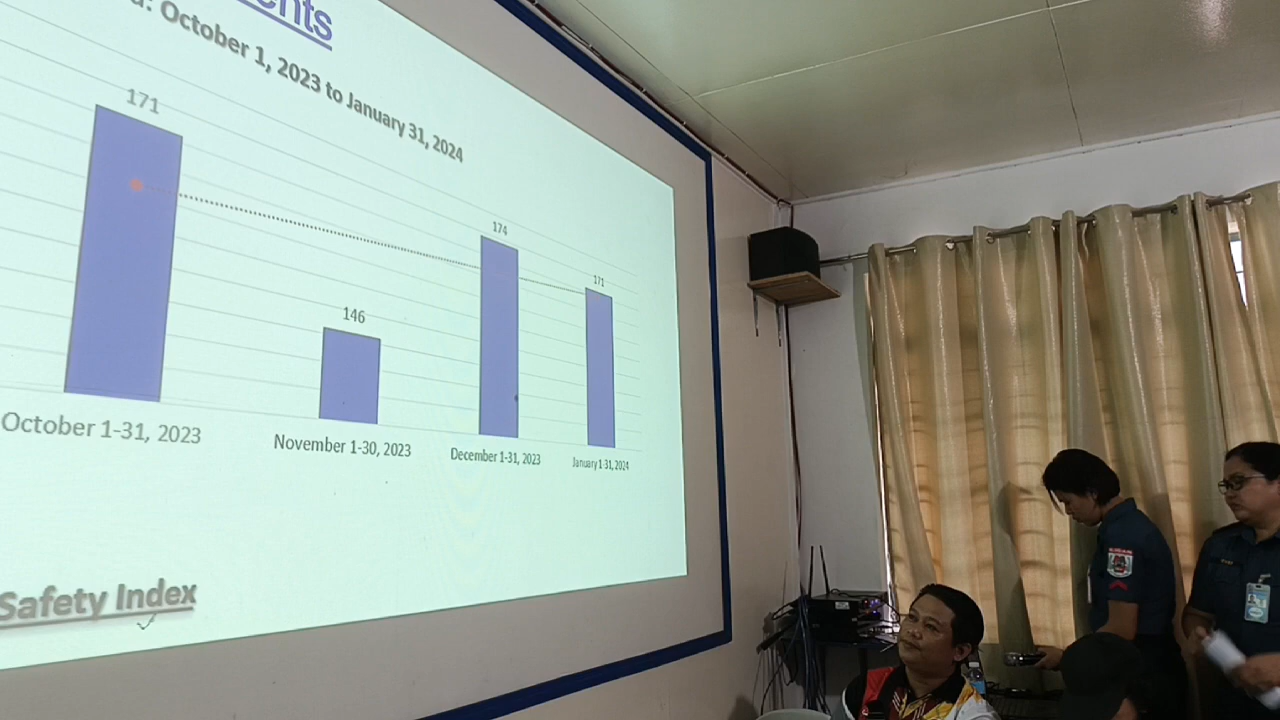 October 1, 2023 to January 31, 2024
171
174
171
146
October 1-31, 2023
November 1-30, 2023
December 1-31, 2023
January 1-31, 2024
Safety Index